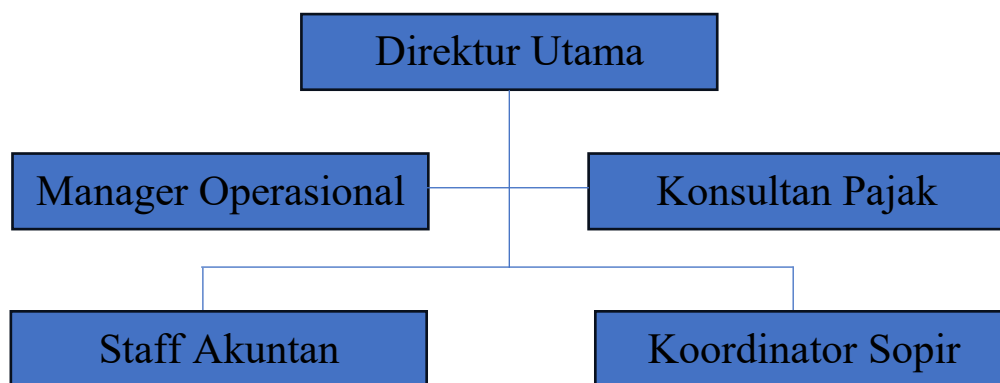 Direktur Utama
Manager Operasional
Konsultan Pajak
Staff Akuntan
Koordinator Sopir